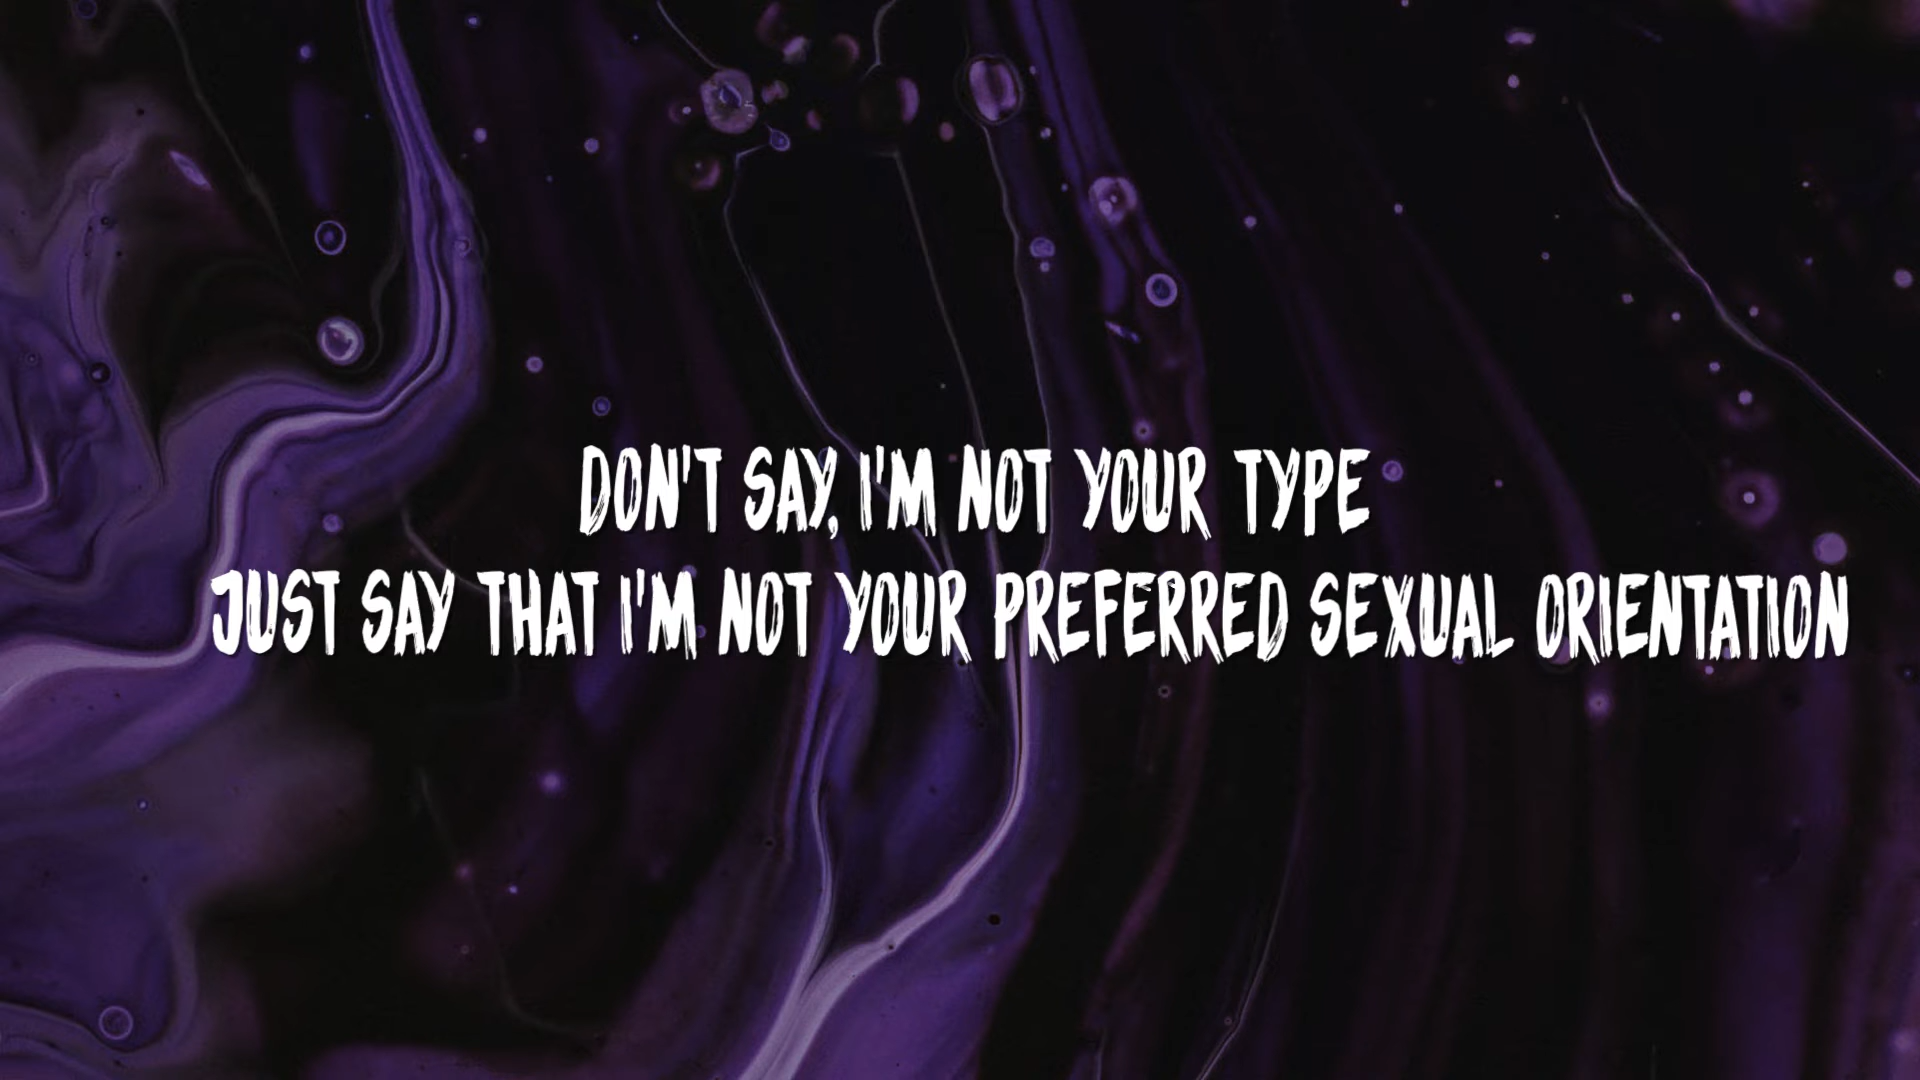 DON'T SAY, I'M NOT YOUR TYPE
JUST SAY THAT I'M NOT YOUR PREFERRED SEXUAL ORIENTATION